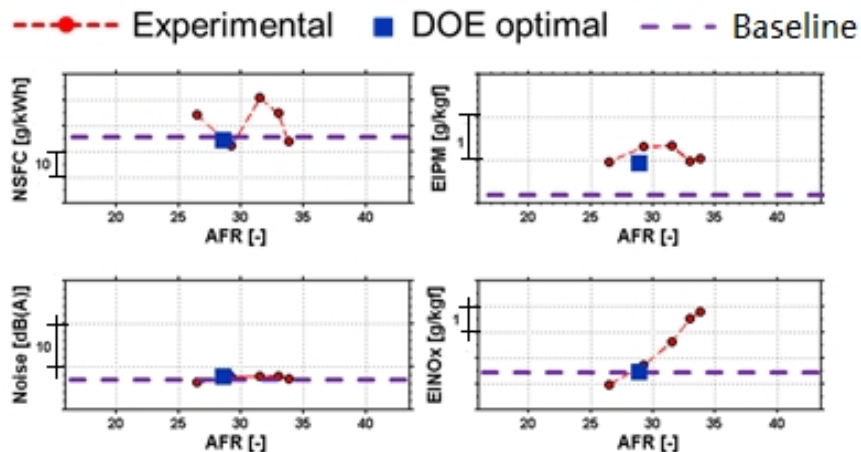 Experimental DOE optimal Baseline
NSFC [g/kWh]
10
20 25 30 35 40
AFR [-]
EIPM [g/kgf]
1
20 25 30 35 40
AFR [-]
Noise [dB(A)]
10
20 25 30 35 40
AFR [-]
EINOx [g/kgf]
1
20 25 30 35 40
AFR [-]